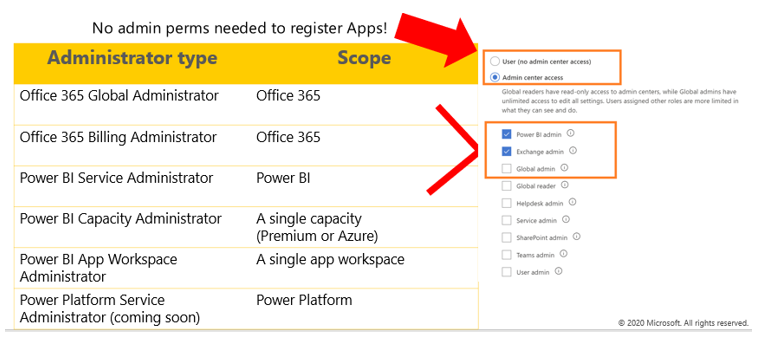 No admin perms needed to register Apps!
Administrator type
Scope
Office 365 Global Administrator
Office 365
Office 365 Billing Administrator
Office 365
Power BI Service Administrator
Power BI
Power BI Capacity Administrator
A single capacity
(Premium or Azure)
Power BI App Workspace
Administrator
A single app workspace
Power Platform Service
Administrator (coming soon)
Power Platform
User (no admin center access)
Admin center access
Global readers have read-only access to admin centers, while Global admins have
unlimited access to edit all settings. Users assigned other roles are more limited in
what they can see and do.
Power BI admin
Exchange admin
Global admin
Global reader
Helpdesk admin
Service admin
SharePoint admin
Teams admin
User admin
© 2020 Microsoft. All rights reserved.